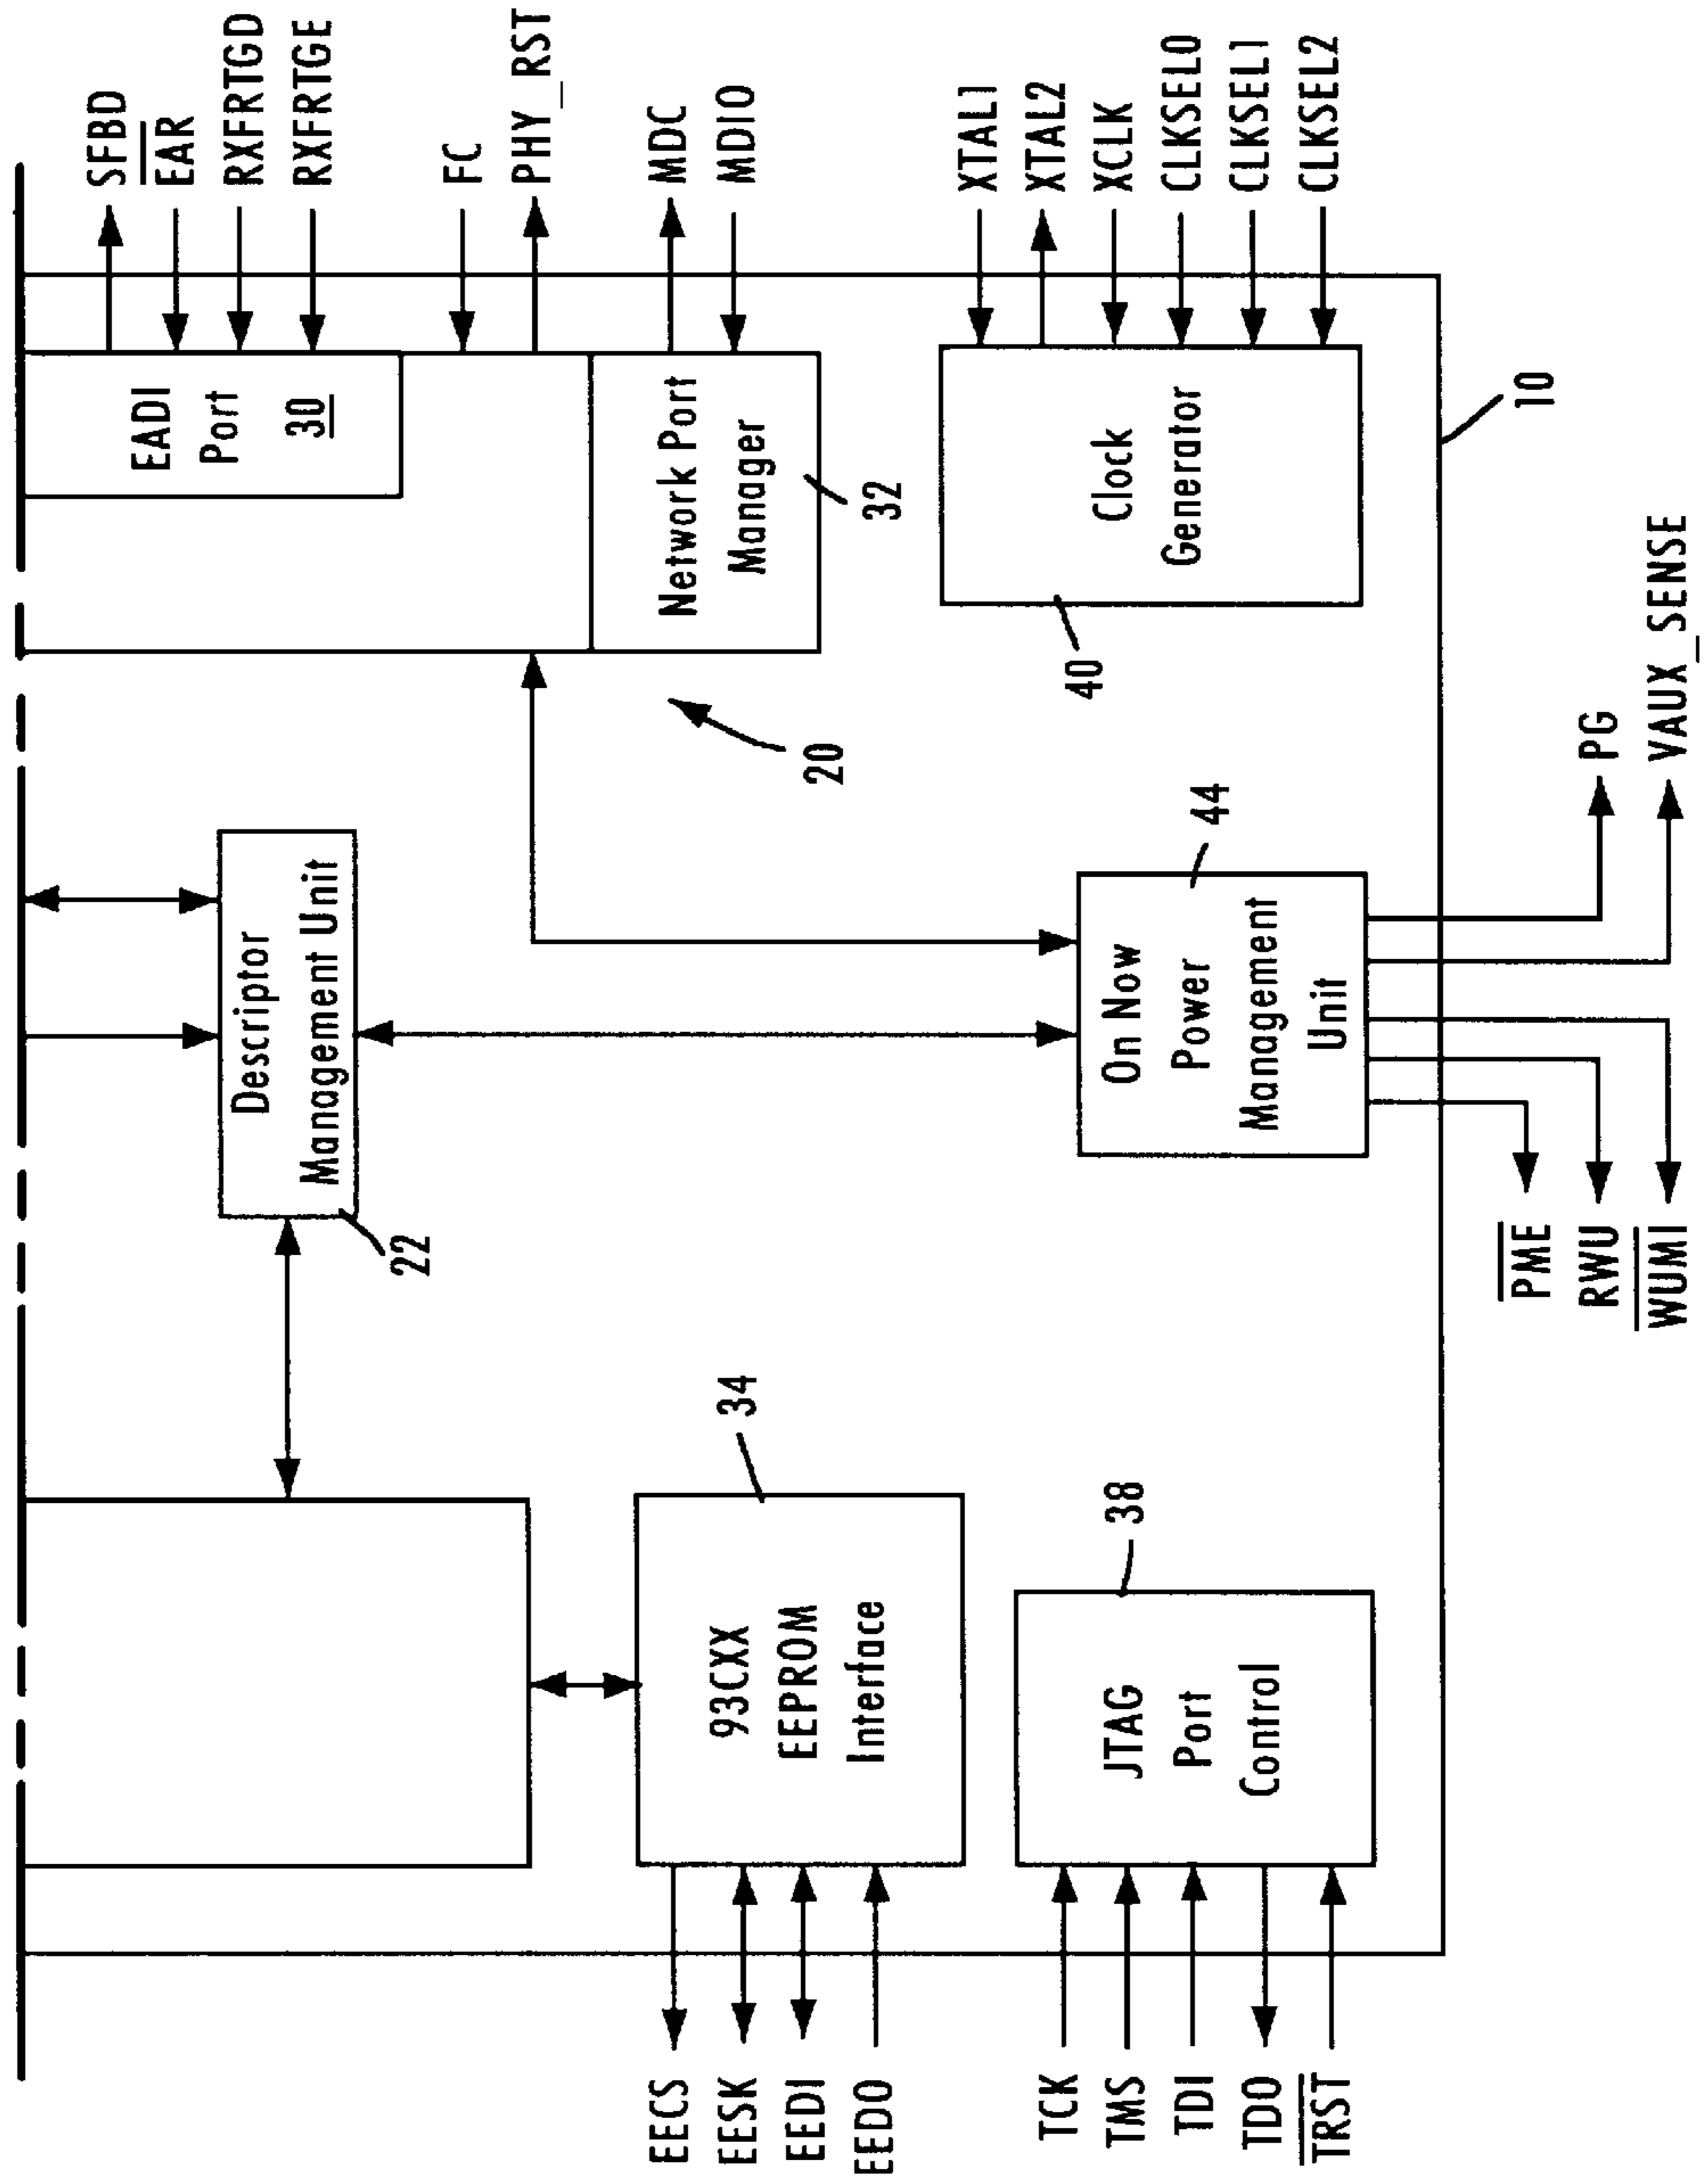 SFBD
EAR
RXFRTGD
RXFRTGE
FC
PHY_RST
MDC
MDIO
XTAL1
XTAL2
XCLK
CLKSEL0
CLKSEL1
CLKSEL2
EADI
Port
30
Network Port
Manager
32
Clock
Generator
40
10
20
Descriptor
Management Unit
22
On Now
Power
Management
Unit
44
PG
VAUX_SENSE
PME
RWU
WUMI
93CXX
EEPROM
Interface
34
JTAG
Port
Control
38
EECS
EESK
EEDI
EEDO
TCK
TMS
TDI
TDO
TRST